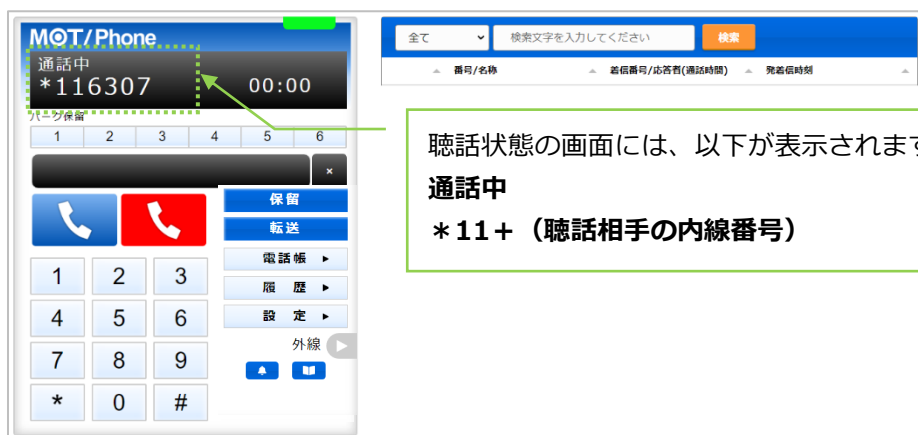 MOT/Phone
通話中
*116307 00:00
パーク保留
1 2 3 4 5 6
×
保留
転送
電話帳 ▶
履 歴 ▶
設 定 ▶
外線
1 2 3
4 5 6
7 8 9
* 0 #
全て 検索文字を入力してください 検索
番号/名称 着信番号/応答者(通話時間) 発着信時刻
聴話状態の画面には、以下が表示されます
通話中
＊11＋（聴話相手の内線番号）